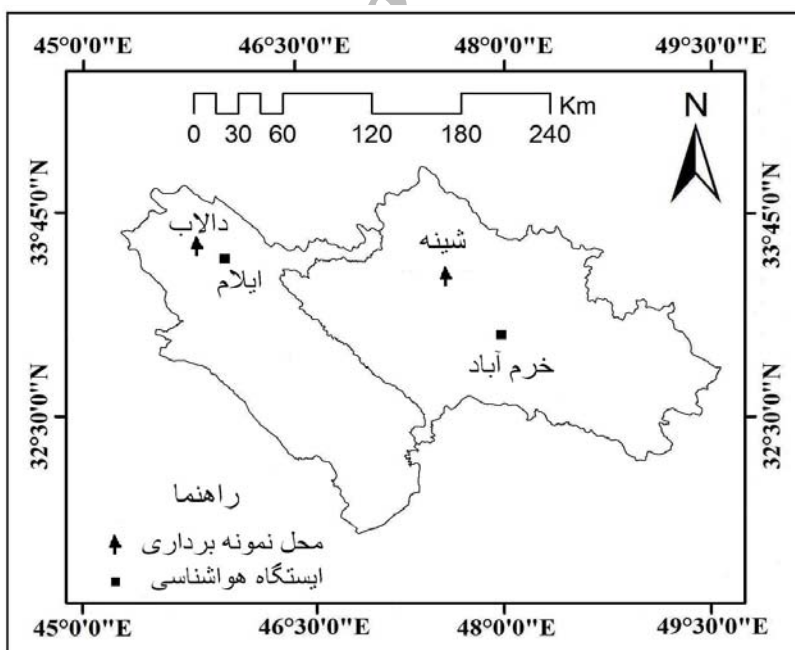 45°0'0"E 46°30'0"E 48°0'0"E 49°30'0"E
Km
0 30 60 120 180 240
N
33°45'0"N 33°45'0"N
دالاب
شینه
ایلام
خرم آباد
32°30'0"N 32°30'0"N
راهنما
محل نمونه برداری
ایستگاه هواشناسی
45°0'0"E 46°30'0"E 48°0'0"E 49°30'0"E